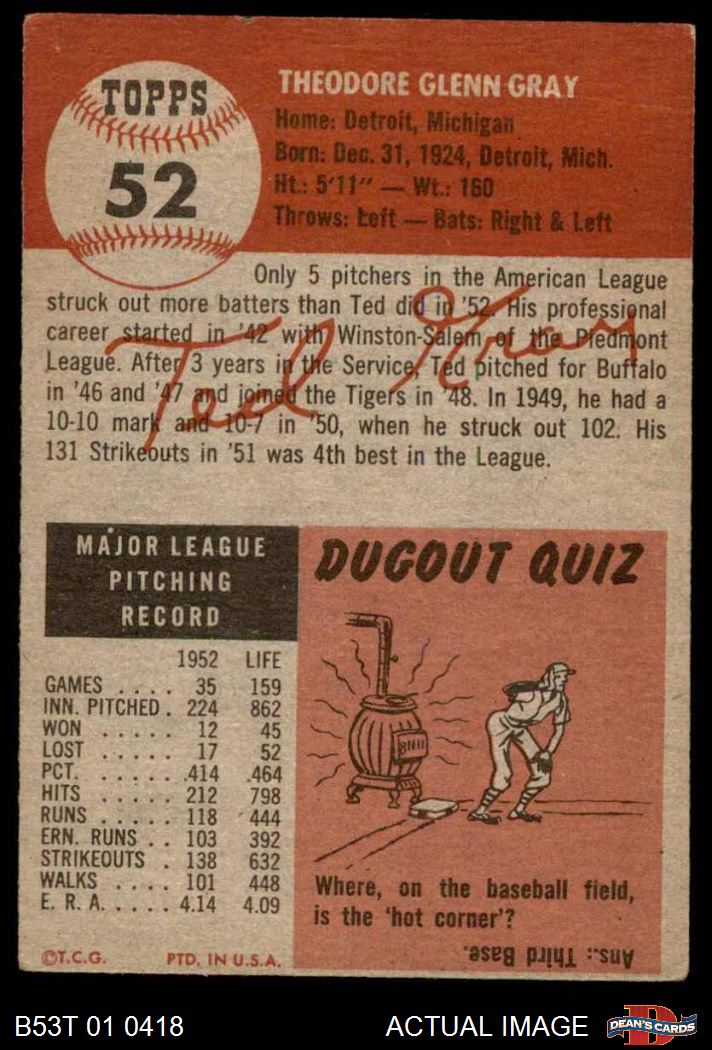 TOPPS
52
THEODORE GLENN GRAY
Home: Detroit, Michigan
Born: Dec. 31, 1924, Detroit, Mich.
Ht.: 5'11" — Wt.: 160
Throws: Left — Bats: Right & Left
Only 5 pitchers in the American League
struck out more batters than Ted did in '52. His professional
career started in '42 with Winston-Salem of the Piedmont
League. After 3 years in the Service, Ted pitched for Buffalo
in '46 and '47 and joined the Tigers in '48. In 1949, he had a
10-10 mark and 10-7 in '50, when he struck out 102. His
131 Strikeouts in '51 was 4th best in the League.
Ted Gray
MAJOR LEAGUE
PITCHING
RECORD
1952 LIFE
GAMES .... 35 159
INN. PITCHED . 224 862
WON ..... 12 45
LOST ..... 17 52
PCT. ...... .414 .464
HITS ..... 212 798
RUNS ..... 118 444
ERN. RUNS .. 103 392
STRIKEOUTS . 138 632
WALKS .... 101 448
E. R. A. .... 4.14 4.09
©T.C.G. PTD. IN U.S.A.
DUGOUT QUIZ
Where, on the baseball field,
is the 'hot corner'?
Ans.: Third Base.
B53T 01 0418 ACTUAL IMAGE
DEAN'S CARDS